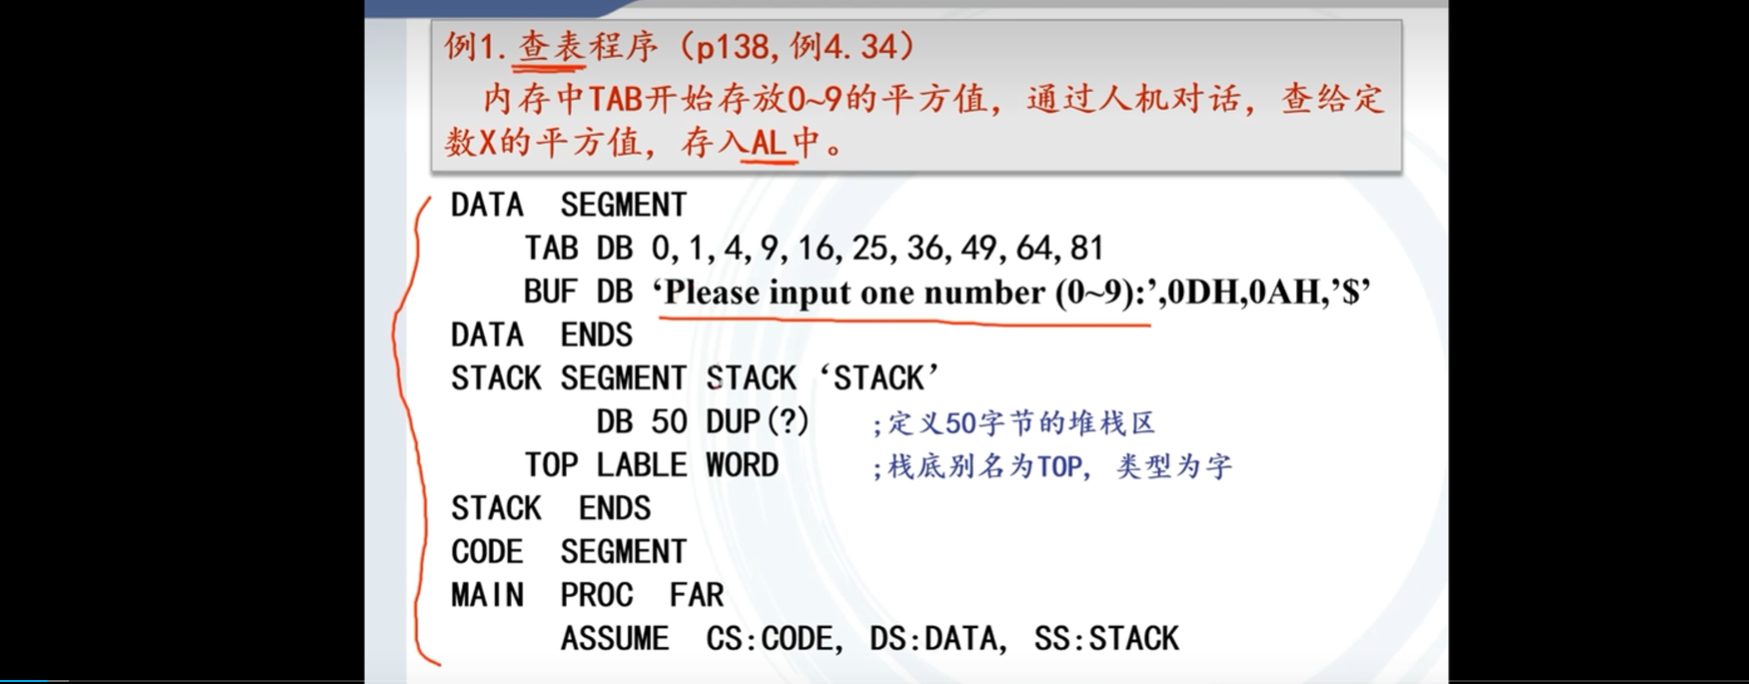 例1.查表程序（p138,例4.34）
内存中TAB开始存放0~9的平方值，通过人机对话，查给定
数X的平方值，存入AL中。
DATA SEGMENT
TAB DB 0,1,4,9,16,25,36,49,64,81
BUF DB ‘Please input one number (0~9):’,0DH,0AH,’$’
DATA ENDS
STACK SEGMENT STACK ‘STACK’
DB 50 DUP(?) ;定义50字节的堆栈区
TOP LABLE WORD ;栈底别名为TOP，类型为字
STACK ENDS
CODE SEGMENT
MAIN PROC FAR
ASSUME CS:CODE, DS:DATA, SS:STACK